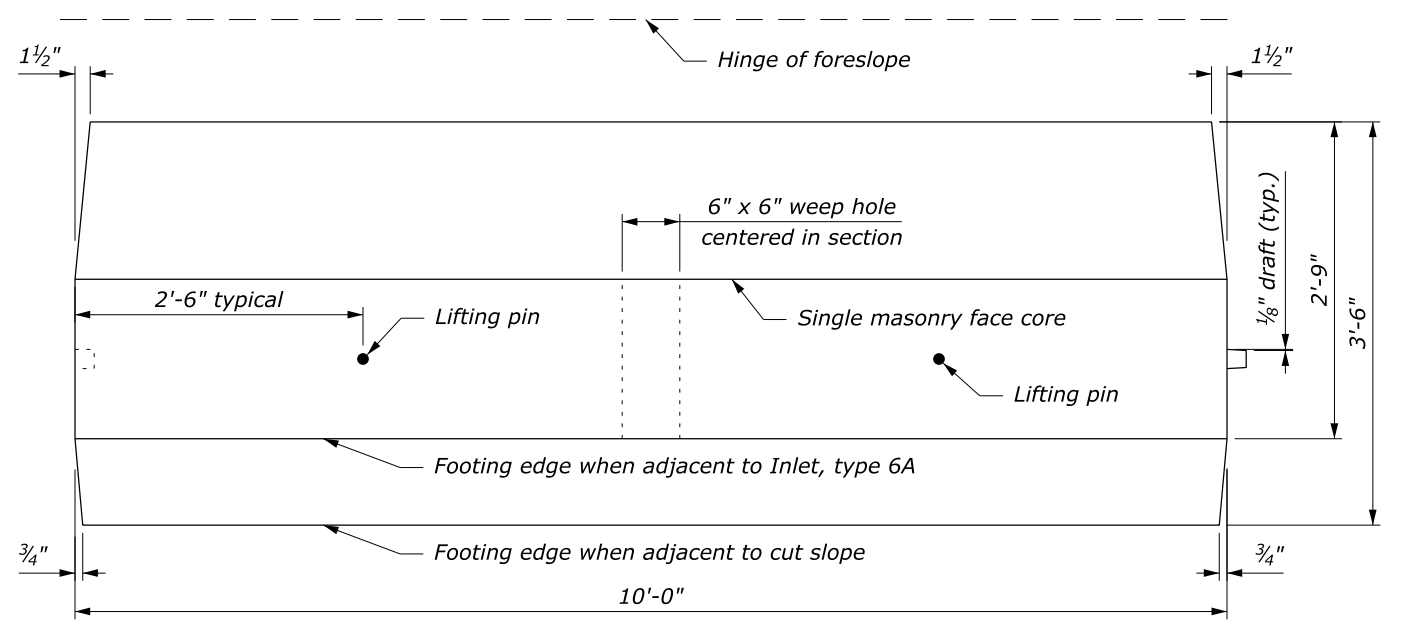 1½"
Hinge of foreslope
1½"
6" x 6" weep hole
centered in section
⅛" draft (typ.)
2'-9"
3'-6"
2'-6" typical
Lifting pin
Single masonry face core
Lifting pin
Footing edge when adjacent to Inlet, type 6A
Footing edge when adjacent to cut slope
¾"
¾"
10'-0"